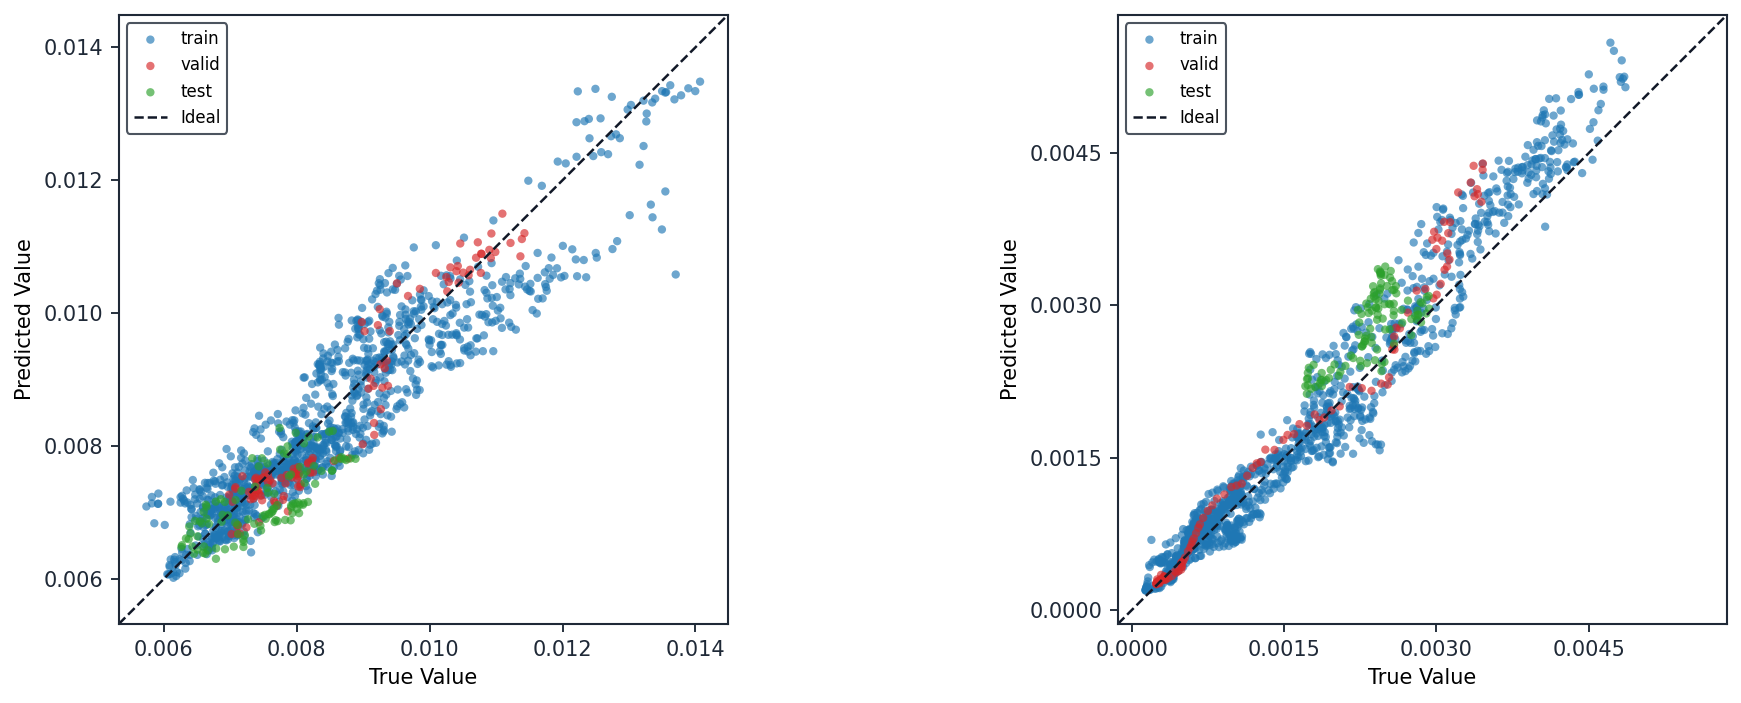 train
valid
test
Ideal
0.014
0.012
0.010
0.008
0.006
Predicted Value
0.006 0.008 0.010 0.012 0.014
True Value
train
valid
test
Ideal
0.0045
0.0030
0.0015
0.0000
Predicted Value
0.0000 0.0015 0.0030 0.0045
True Value